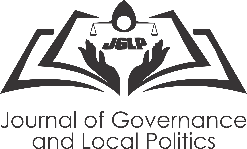 JGLP
Journal of Governance
and Local Politics